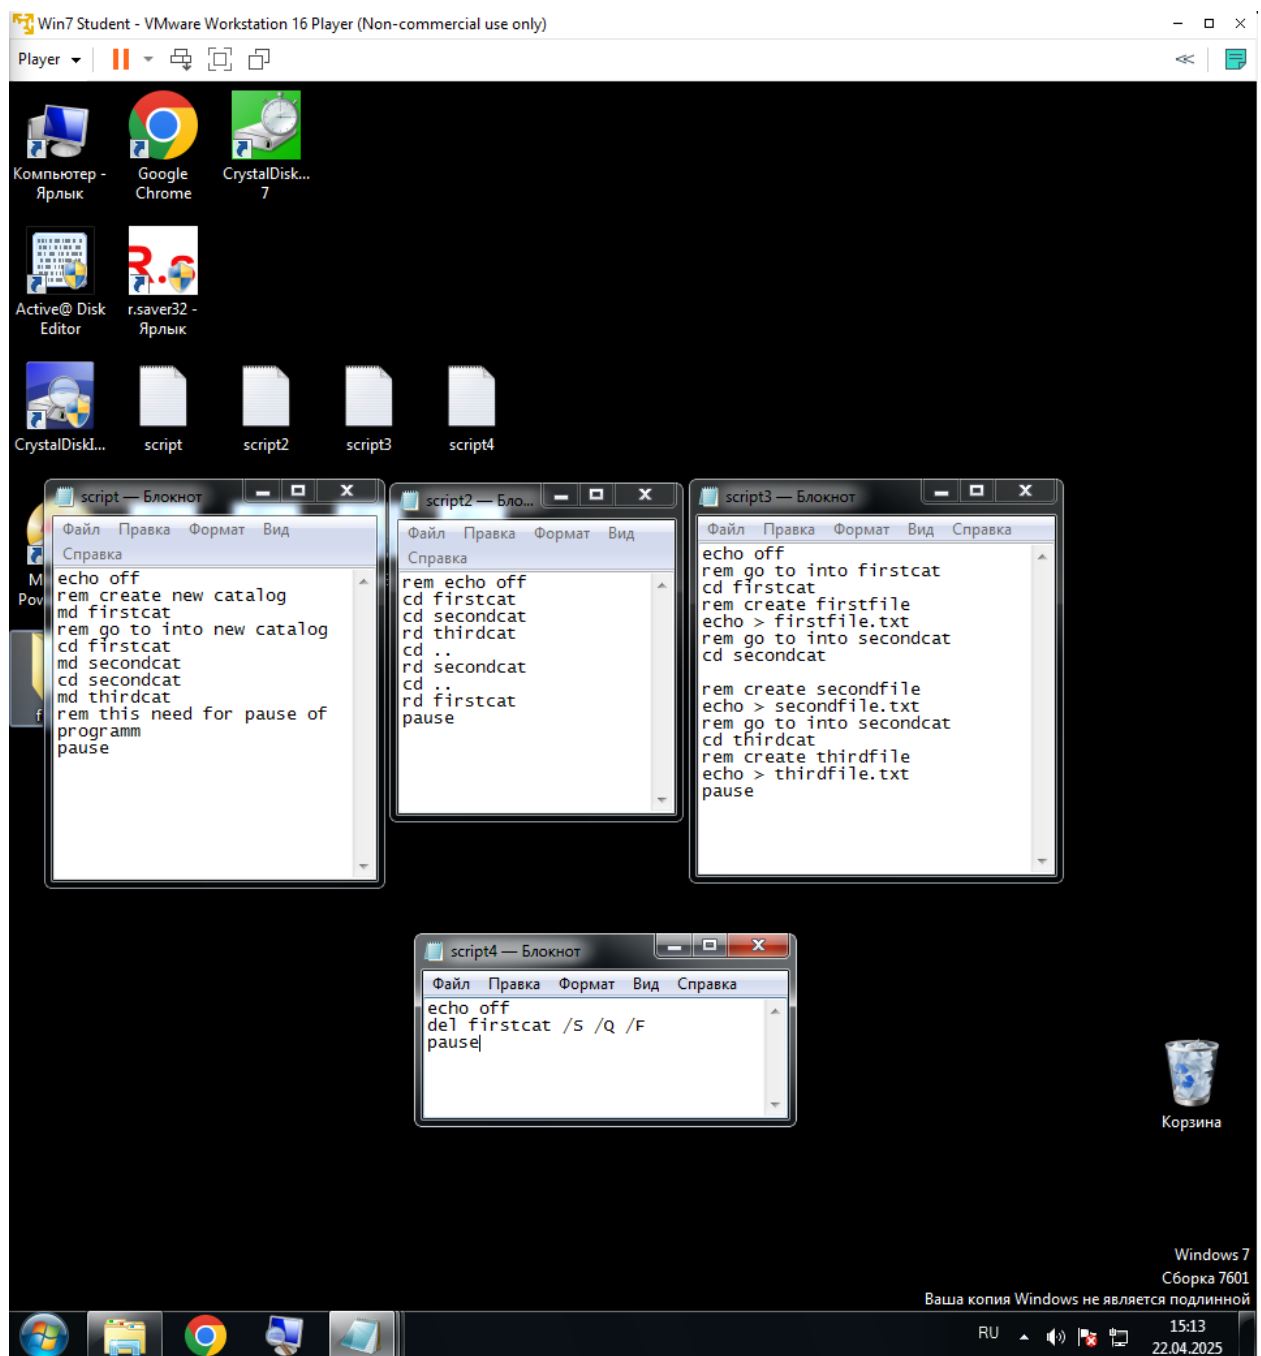 Win7 Student - VMware Workstation 16 Player (Non-commercial use only)
Player
Компьютер - Ярлык
Google Chrome
CrystalDisk... 7
Active@ Disk Editor
r.saver32 - Ярлык
CrystalDiskI...
script
script2
script3
script4
script — Блокнот
Файл Правка Формат Вид
Справка
echo off
rem create new catalog
md firstcat
rem go to into new catalog
cd firstcat
md secondcat
cd secondcat
md thirdcat
rem this need for pause of
programm
pause
script2 — Бло...
Файл Правка Формат Вид
Справка
rem echo off
cd firstcat
cd secondcat
rd thirdcat
cd ..
rd secondcat
cd ..
rd firstcat
pause
script3 — Блокнот
Файл Правка Формат Вид Справка
echo off
rem go to into firstcat
cd firstcat
rem create firstfile
echo > firstfile.txt
rem go to into secondcat
cd secondcat
rem create secondfile
echo > secondfile.txt
rem go to into secondcat
cd thirdcat
rem create thirdfile
echo > thirdfile.txt
pause
script4 — Блокнот
Файл Правка Формат Вид Справка
echo off
del firstcat /S /Q /F
pause
Корзина
Windows 7
Сборка 7601
Ваша копия Windows не является подлинной
RU
15:13
22.04.2025